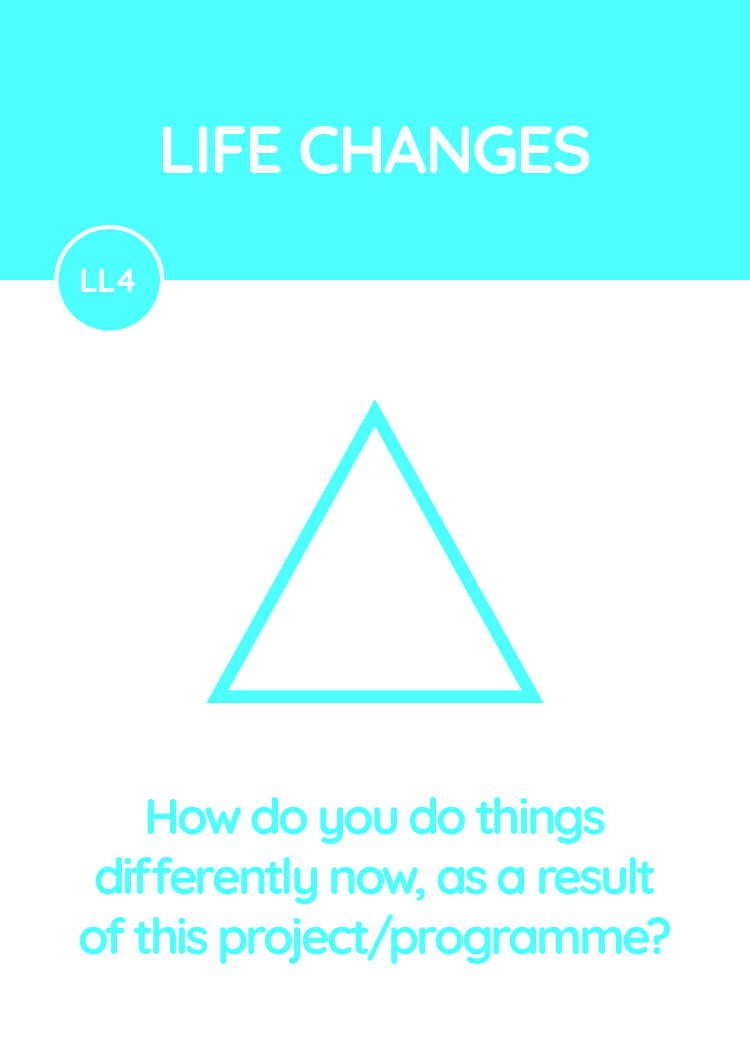 LIFE CHANGES
LL4
How do you do things
differently now, as a result
of this project/programme?